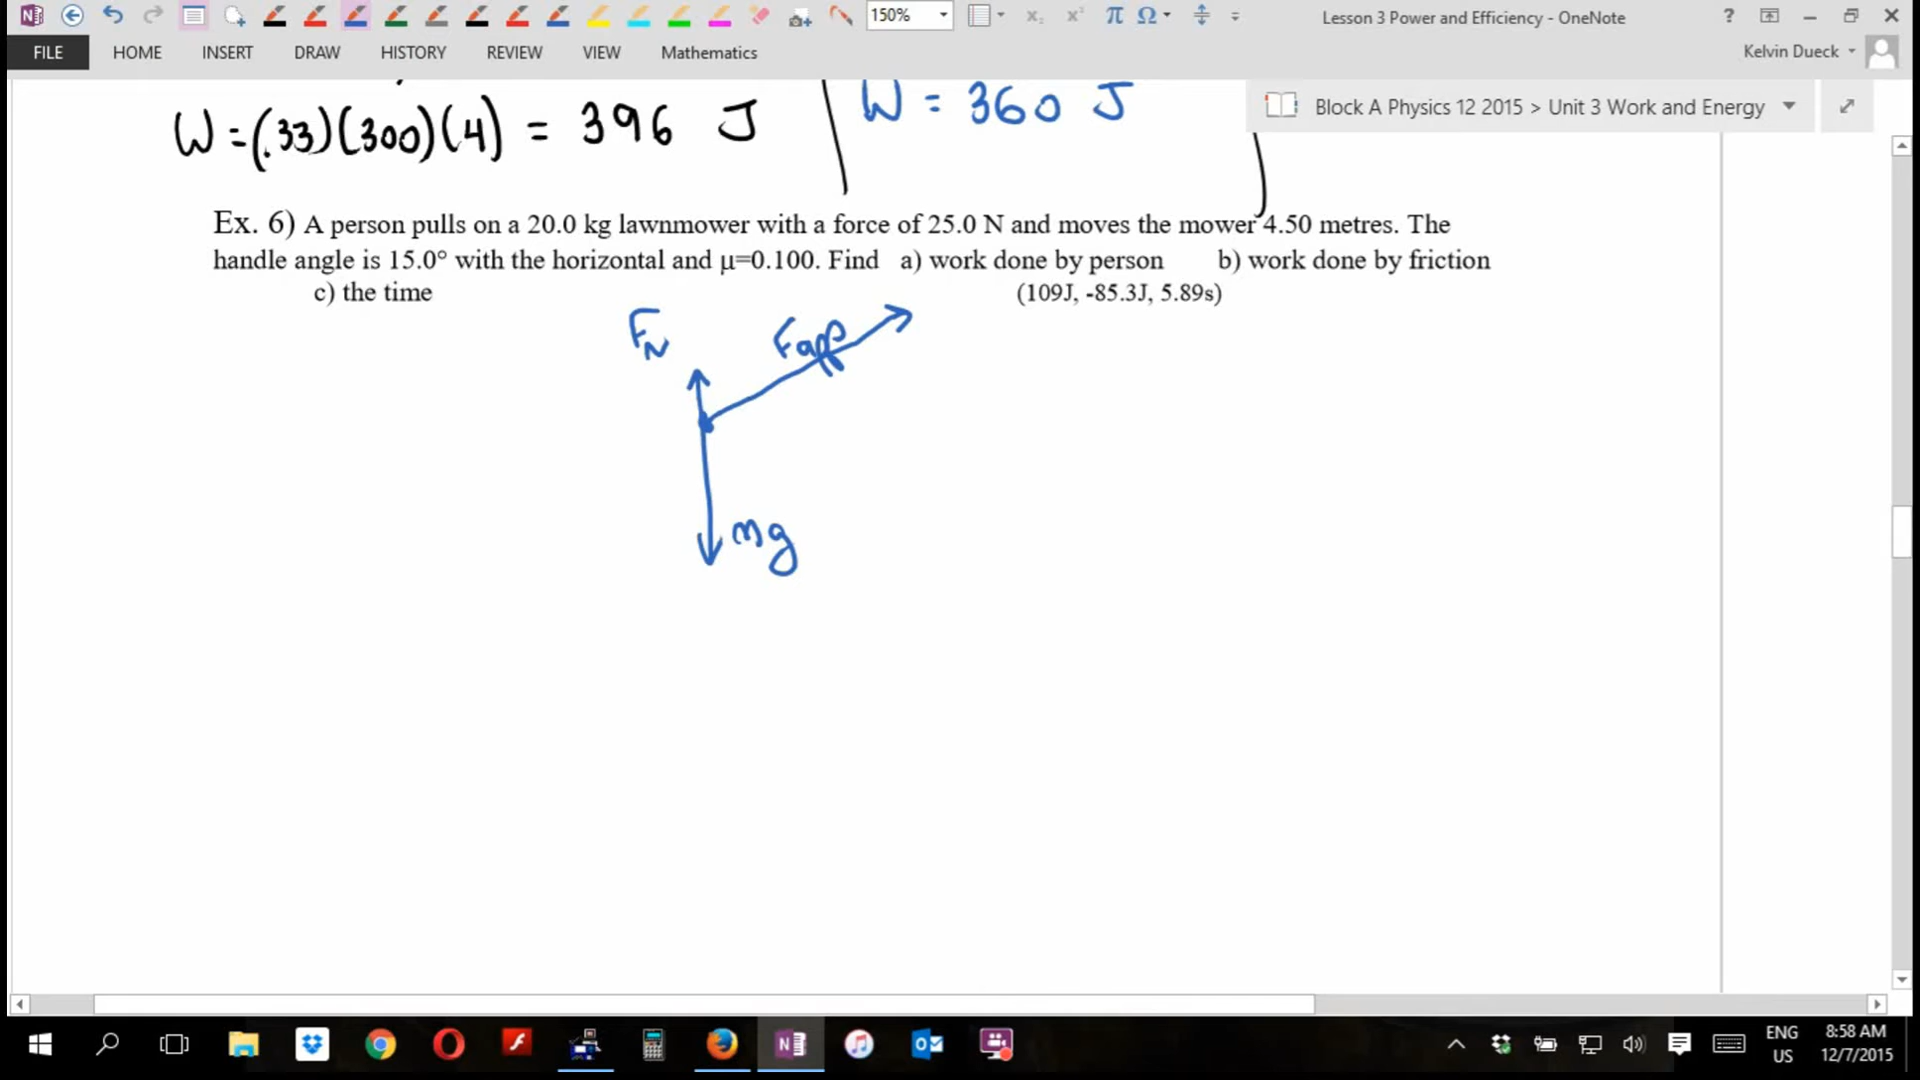 150%
Lesson 3 Power and Efficiency - OneNote
FILE HOME INSERT DRAW HISTORY REVIEW VIEW Mathematics
Kelvin Dueck
Block A Physics 12 2015 > Unit 3 Work and Energy
W = (.33)(300)(4) = 396 J
W = 360 J
Ex. 6) A person pulls on a 20.0 kg lawnmower with a force of 25.0 N and moves the mower 4.50 metres. The
handle angle is 15.0° with the horizontal and µ=0.100. Find a) work done by person b) work done by friction
c) the time (109J, -85.3J, 5.89s)
FN
Fapp
mg
ENG
US
8:58 AM
12/7/2015